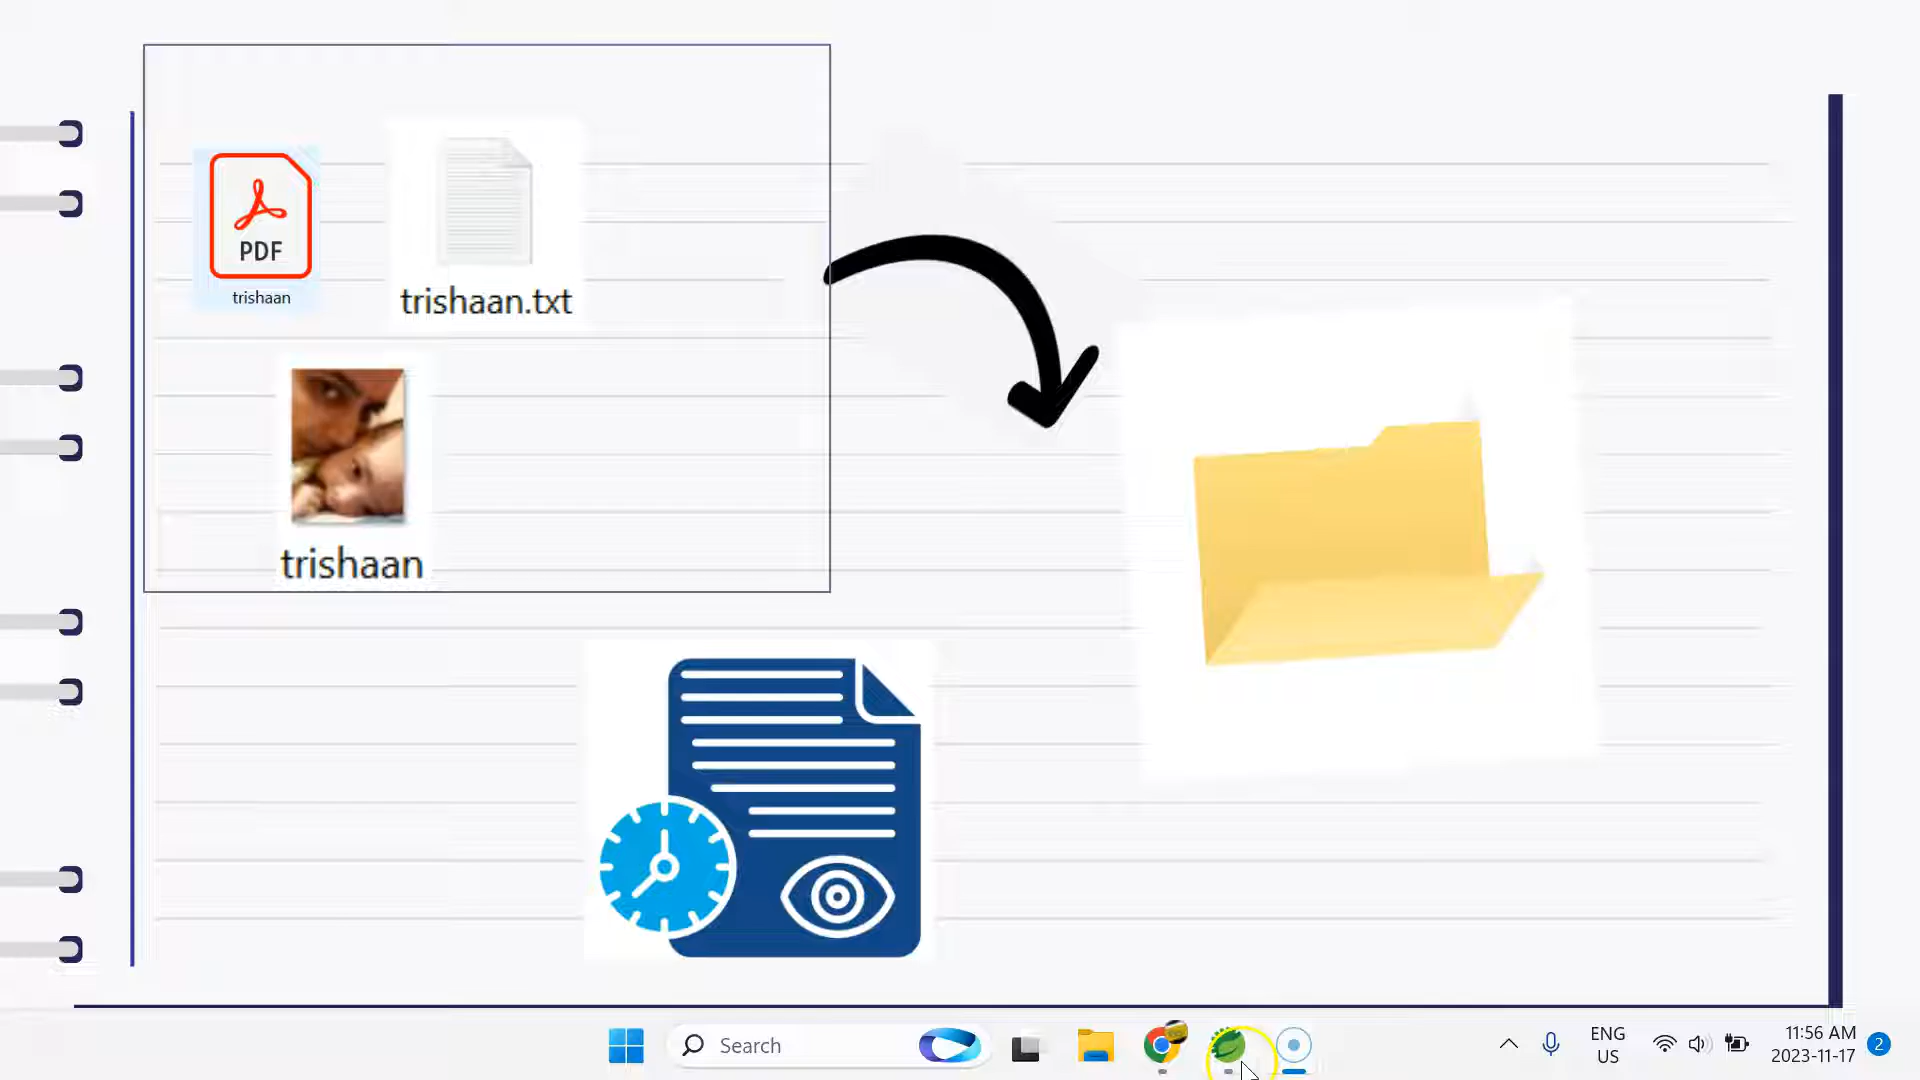 PDF
trishaan
trishaan.txt
trishaan
Search
ENG
US
11:56 AM
2023-11-17
2